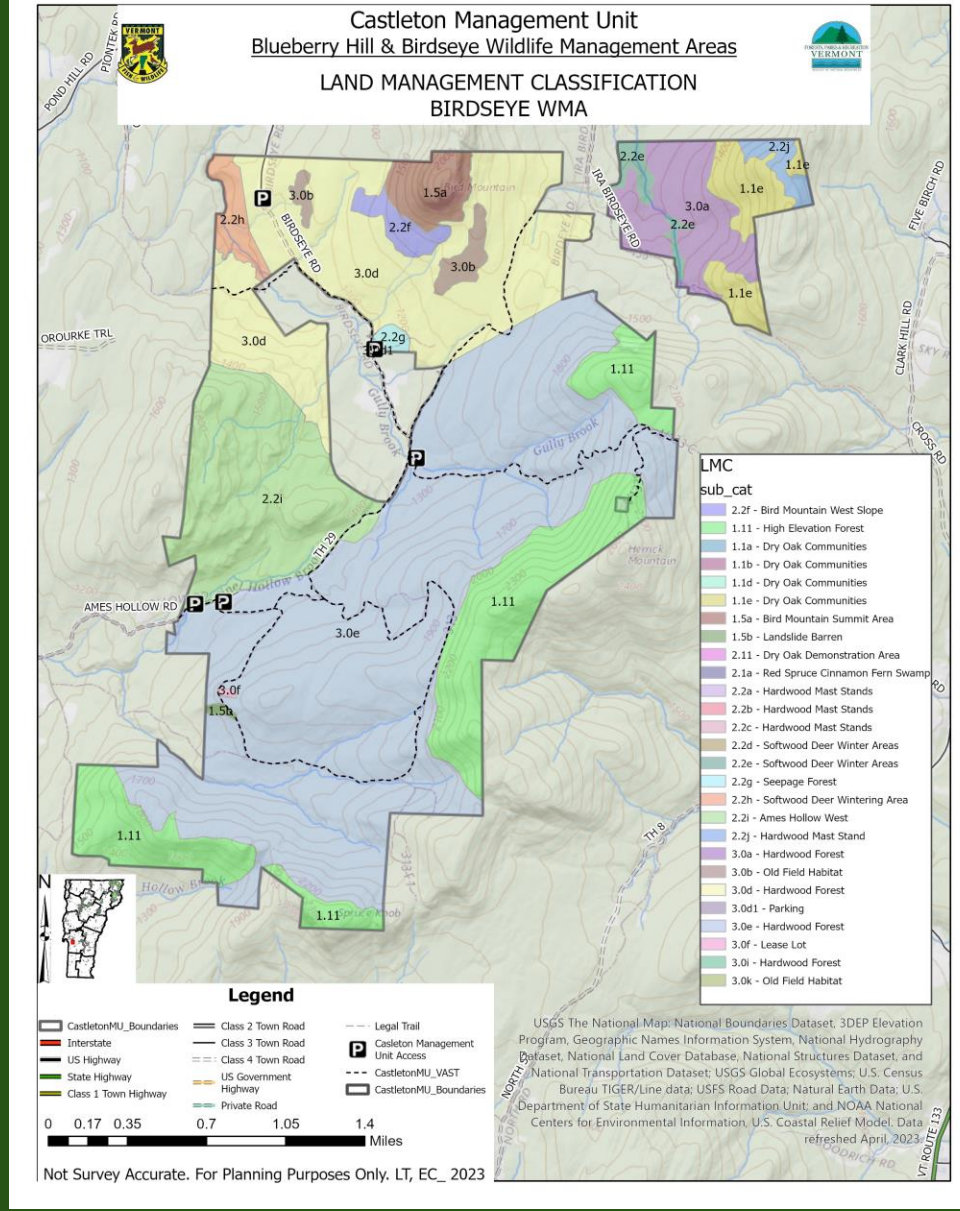 Castleton Management Unit
Blueberry Hill & Birdseye Wildlife Management Areas
LAND MANAGEMENT CLASSIFICATION
BIRDSEYE WMA
VERMONT
FISH & WILDLIFE
FORESTS, PARKS & RECREATION
VERMONT
POND HILL RD
PIONTEK RD
BIRDSEYE RD
IRA BIRDSEYE RD
FIVE BIRCH RD
2.2e
2.2j
1.1e
1.1e
3.0a
2.2e
1.1e
3.0b
1.5a
Bird Mountain
2.2h
2.2f
BIRDSEYE RD
3.0b
3.0d
OROURKE TRL
3.0d
2.2g
P
CLARK HILL RD
1.11
Gully Brook
Gully Brook
CROSS RD
2.2i
TH 29
Herrick
Mountain
AMES HOLLOW RD
1.11
3.0e
3.0f
1.5b
1.11
TH 8
Hollow Brook
1.11
Spruce Knob
LMC
sub_cat
2.2f - Bird Mountain West Slope
1.11 - High Elevation Forest
1.1a - Dry Oak Communities
1.1b - Dry Oak Communities
1.1d - Dry Oak Communities
1.1e - Dry Oak Communities
1.5a - Bird Mountain Summit Area
1.5b - Landslide Barren
2.11 - Dry Oak Demonstration Area
2.1a - Red Spruce Cinnamon Fern Swamp
2.2a - Hardwood Mast Stands
2.2b - Hardwood Mast Stands
2.2c - Hardwood Mast Stands
2.2d - Softwood Deer Winter Areas
2.2e - Softwood Deer Winter Areas
2.2g - Seepage Forest
2.2h - Softwood Deer Wintering Area
2.2i - Ames Hollow West
2.2j - Hardwood Mast Stand
3.0a - Hardwood Forest
3.0b - Old Field Habitat
3.0d - Hardwood Forest
3.0d1 - Parking
3.0e - Hardwood Forest
3.0f - Lease Lot
3.0i - Hardwood Forest
3.0k - Old Field Habitat
N
Legend
CastletonMU_Boundaries
Interstate
US Highway
State Highway
Class 1 Town Highway
Class 2 Town Road
Class 3 Town Road
Class 4 Town Road
US Government
Highway
Private Road
Legal Trail
P
Casleton Management
Unit Access
CastletonMU_VAST
CastletonMU_Boundaries
0 0.17 0.35 0.7 1.05 1.4
Miles
Not Survey Accurate. For Planning Purposes Only. LT, EC_ 2023
USGS The National Map: National Boundaries Dataset, 3DEP Elevation
Program, Geographic Names Information System, National Hydrography
Dataset, National Land Cover Database, National Structures Dataset, and
National Transportation Dataset; USGS Global Ecosystems; U.S. Census
Bureau TIGER/Line data; USFS Road Data; Natural Earth Data; U.S.
Department of State Humanitarian Information Unit; and NOAA National
Centers for Environmental Information, U.S. Coastal Relief Model. Data
refreshed April, 2023.
VT ROUTE 133